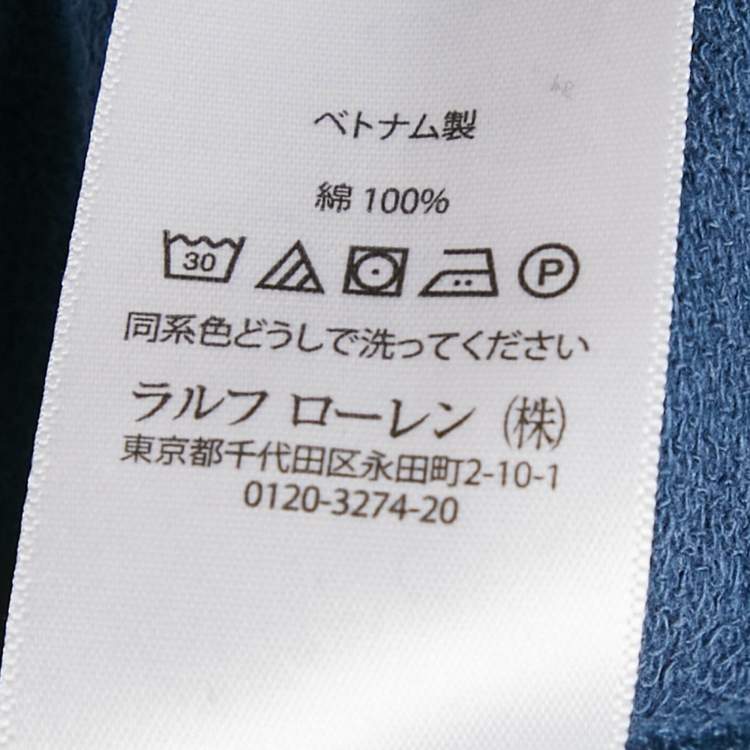 ベトナム製
綿 100%
30 P
同系色どうしで洗ってください
ラルフ ローレン (株)
東京都千代田区永田町2-10-1
0120-3274-20